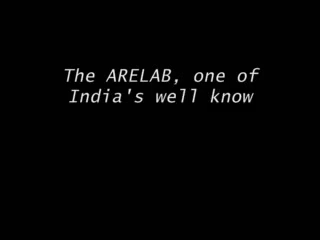 The ARELAB, one of
India's well know